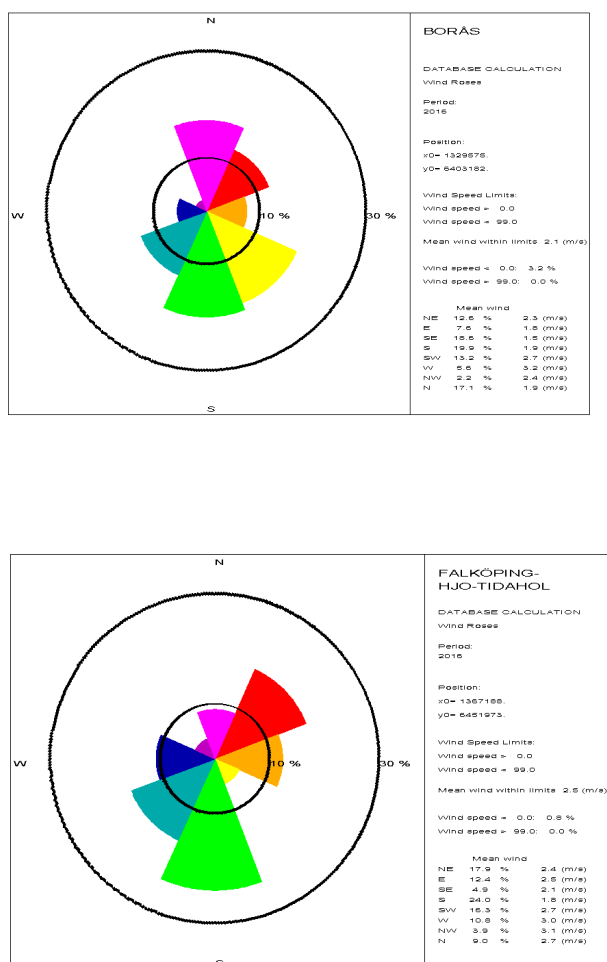 N
BORÅS
DATABASE CALCULATION
Wind Roses
Period:
2016
Position:
x0= 1329575.
y0= 6403182.
Wind Speed Limits:
Wind speed > 0.0
Wind speed < 99.0
Mean wind within limits 2.1 (m/s)
Wind speed < 0.0: 3.2 %
Wind speed > 99.0: 0.0 %
Mean wind
NE 12.6 % 2.3 (m/s)
E 7.6 % 1.8 (m/s)
SE 18.6 % 1.5 (m/s)
S 19.9 % 1.9 (m/s)
SW 13.2 % 2.7 (m/s)
W 5.6 % 3.2 (m/s)
NW 2.2 % 2.4 (m/s)
N 17.1 % 1.9 (m/s)
W 10 % 30 %
S
N
FALKÖPING-
HJO-TIDAHOL
DATABASE CALCULATION
Wind Roses
Period:
2016
Position:
x0= 1367188.
y0= 6451973.
Wind Speed Limits:
Wind speed > 0.0
Wind speed < 99.0
Mean wind within limits 2.5 (m/s)
Wind speed < 0.0: 0.8 %
Wind speed > 99.0: 0.0 %
Mean wind
NE 17.9 % 2.4 (m/s)
E 12.4 % 2.5 (m/s)
SE 4.9 % 2.1 (m/s)
S 24.0 % 1.8 (m/s)
SW 16.3 % 2.7 (m/s)
W 10.8 % 3.0 (m/s)
NW 3.9 % 3.1 (m/s)
N 9.0 % 2.7 (m/s)
W 10 % 30 %
S